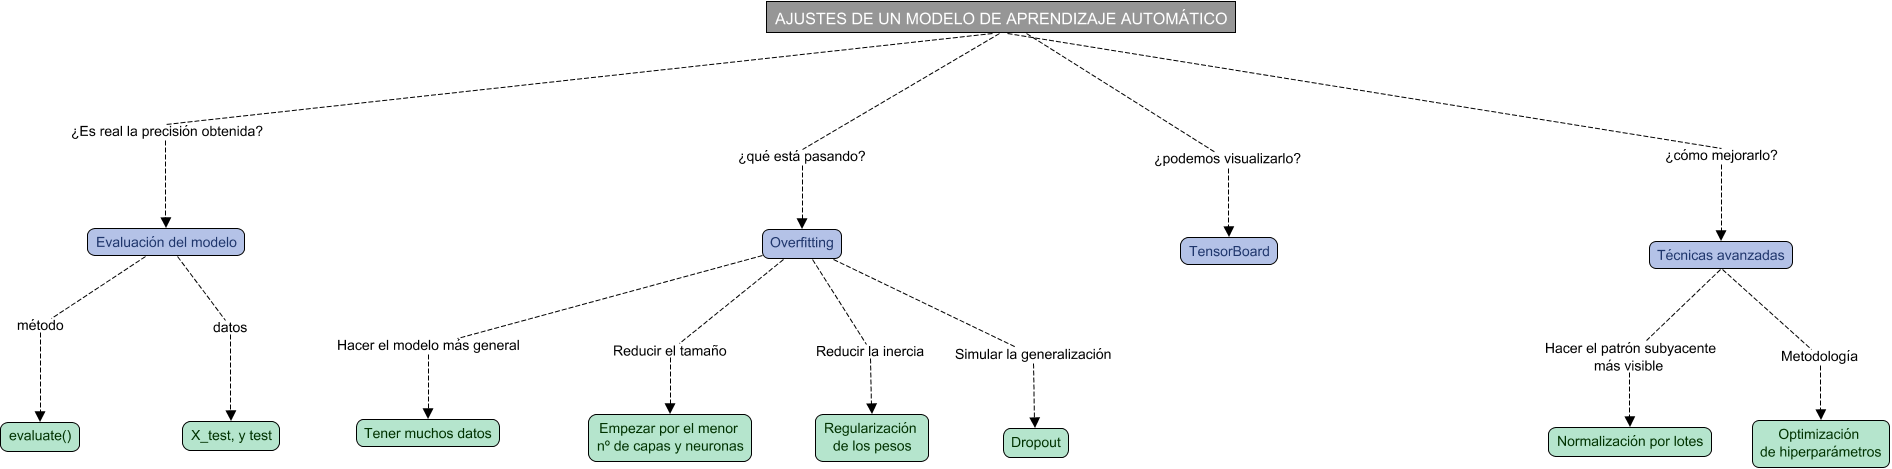 AJUSTES DE UN MODELO DE APRENDIZAJE AUTOMÁTICO
¿Es real la precisión obtenida?
¿qué está pasando?
¿podemos visualizarlo?
¿cómo mejorarlo?
Evaluación del modelo
Overfitting
TensorBoard
Técnicas avanzadas
método
datos
Hacer el modelo más general
Reducir el tamaño
Reducir la inercia
Simular la generalización
Hacer el patrón subyacente
más visible
Metodología
evaluate()
X_test, y test
Tener muchos datos
Empezar por el menor
nº de capas y neuronas
Regularización
de los pesos
Dropout
Normalización por lotes
Optimización
de hiperparámetros